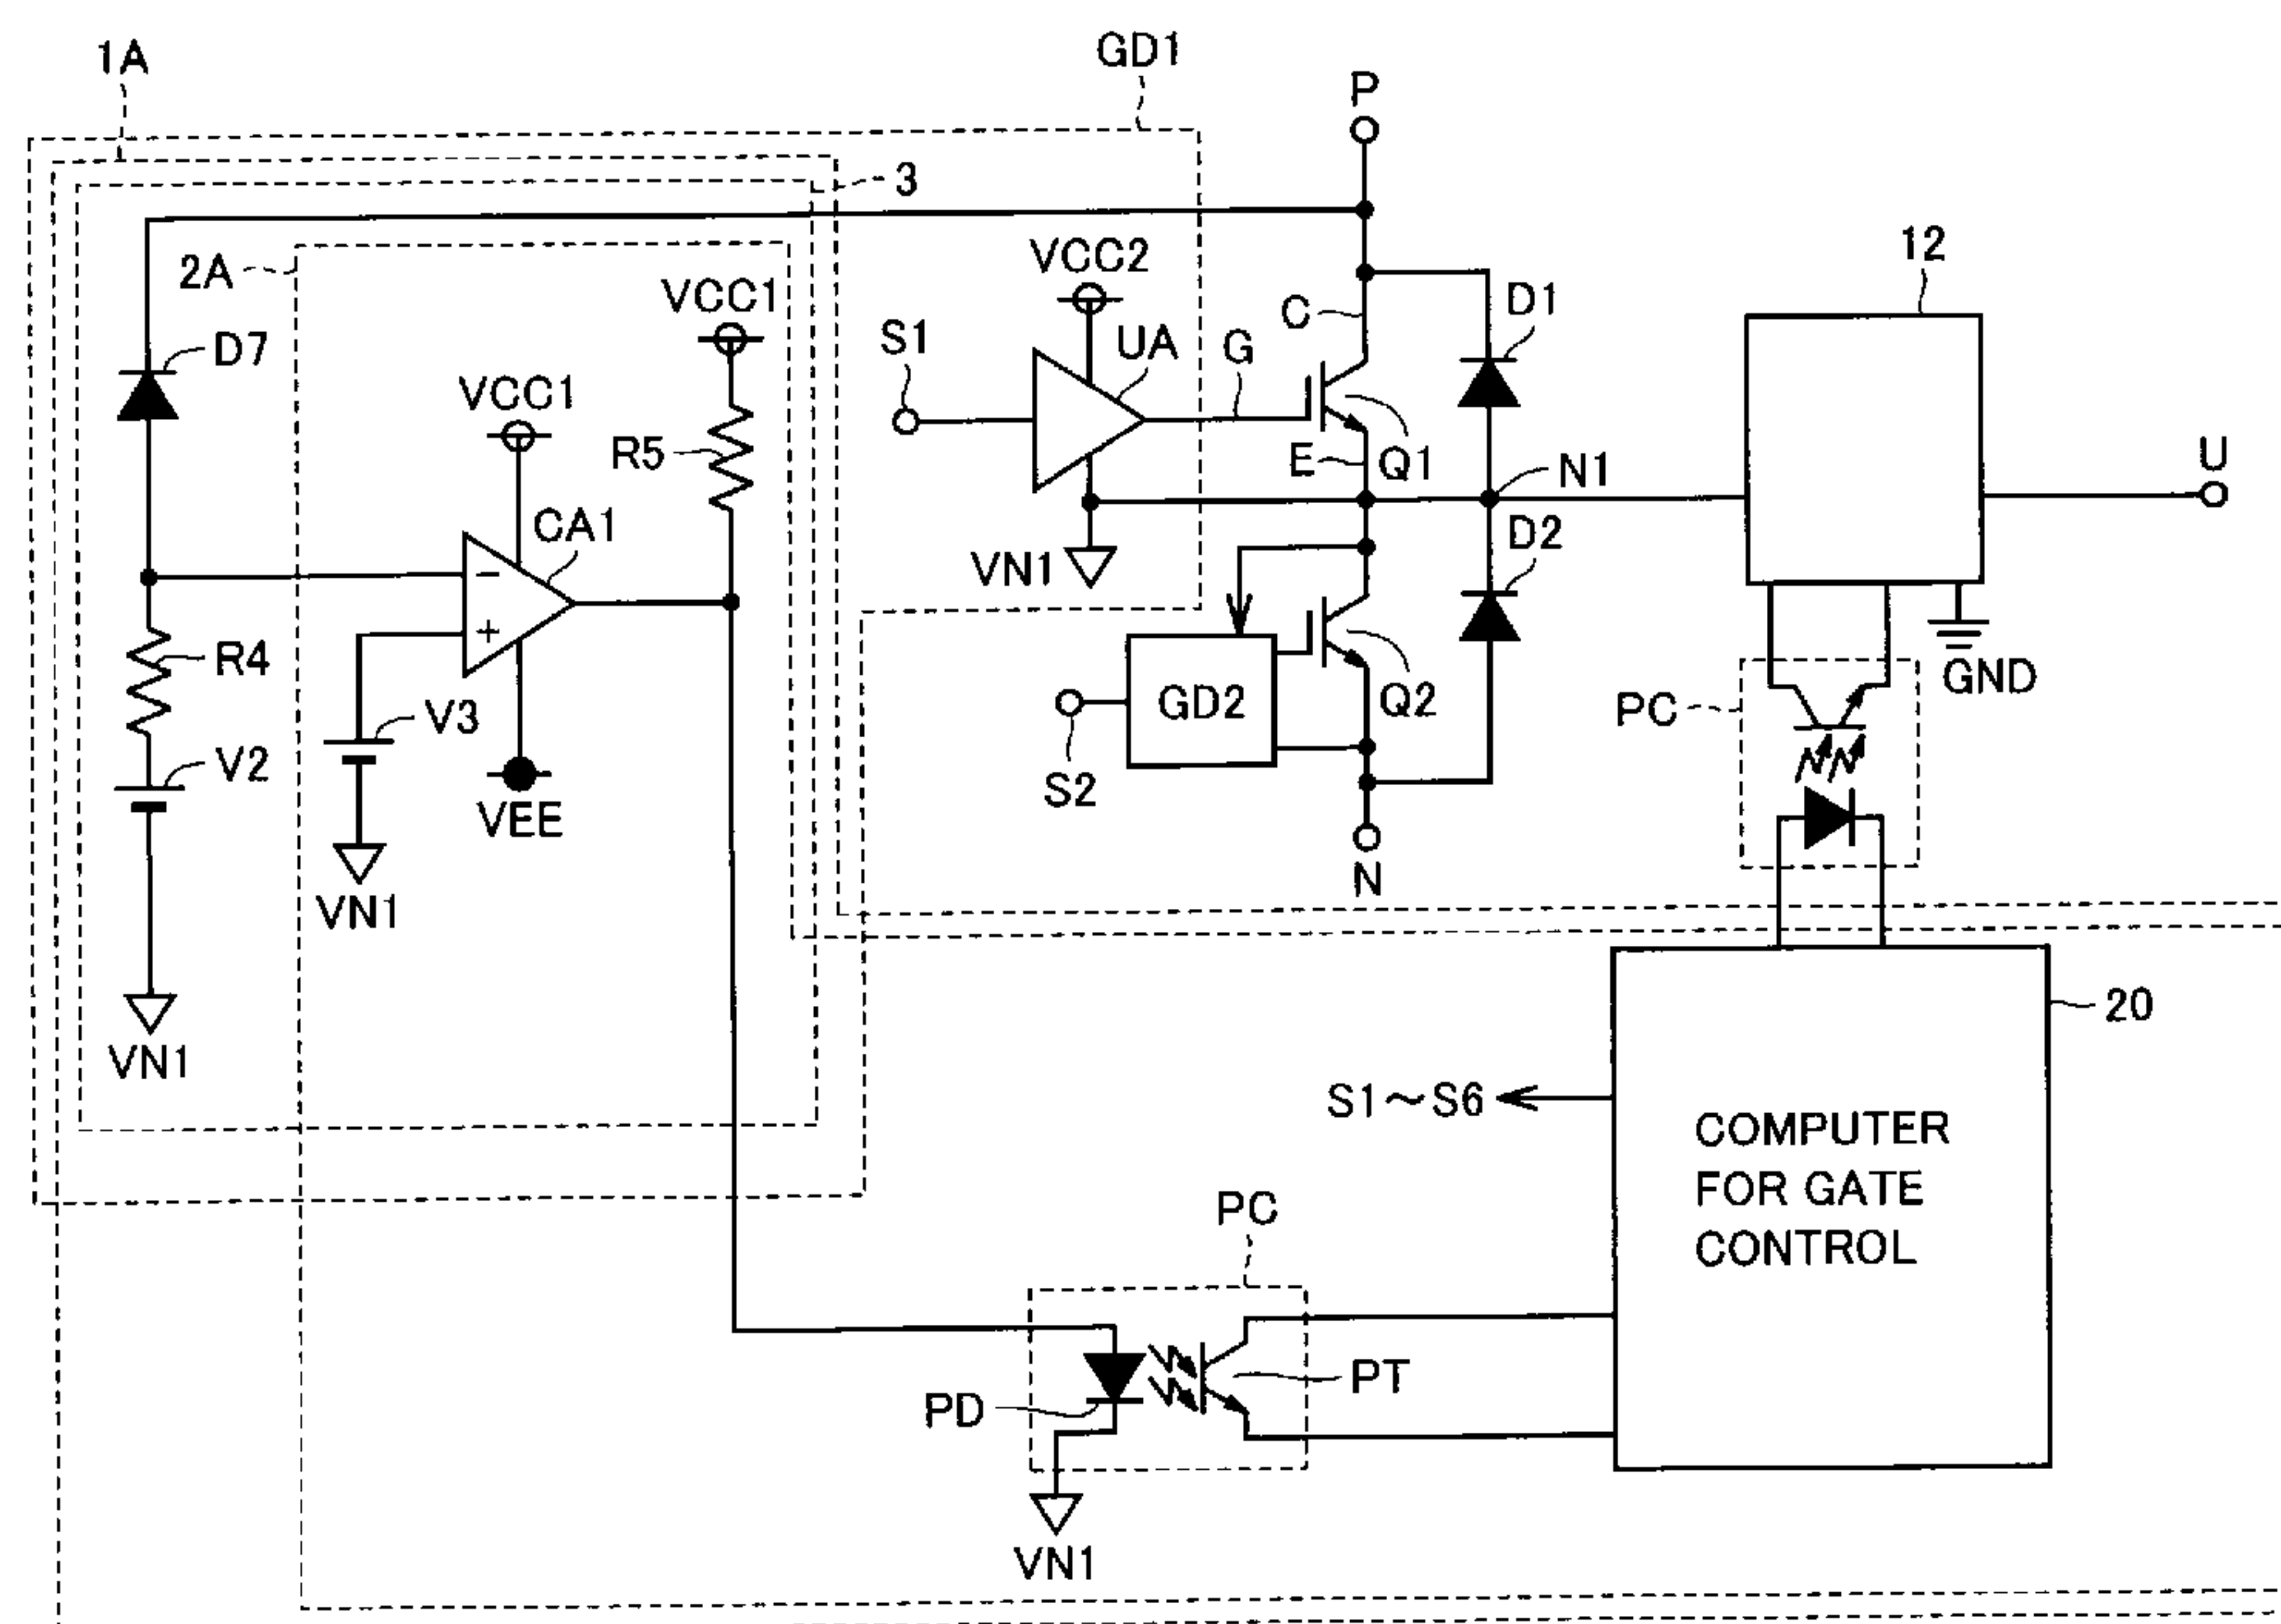 1A
GD1
P
3
2A
VCC2
VCC1
12
D7
S1
UA
G
C
D1
VCC1
R5
E
Q1
N1
U
CA1
−
+
VN1
D2
R4
V3
GD2
Q2
PC
GND
V2
S2
VEE
N
VN1
VN1
20
S1～S6
COMPUTER
FOR GATE
CONTROL
PC
PD
PT
VN1